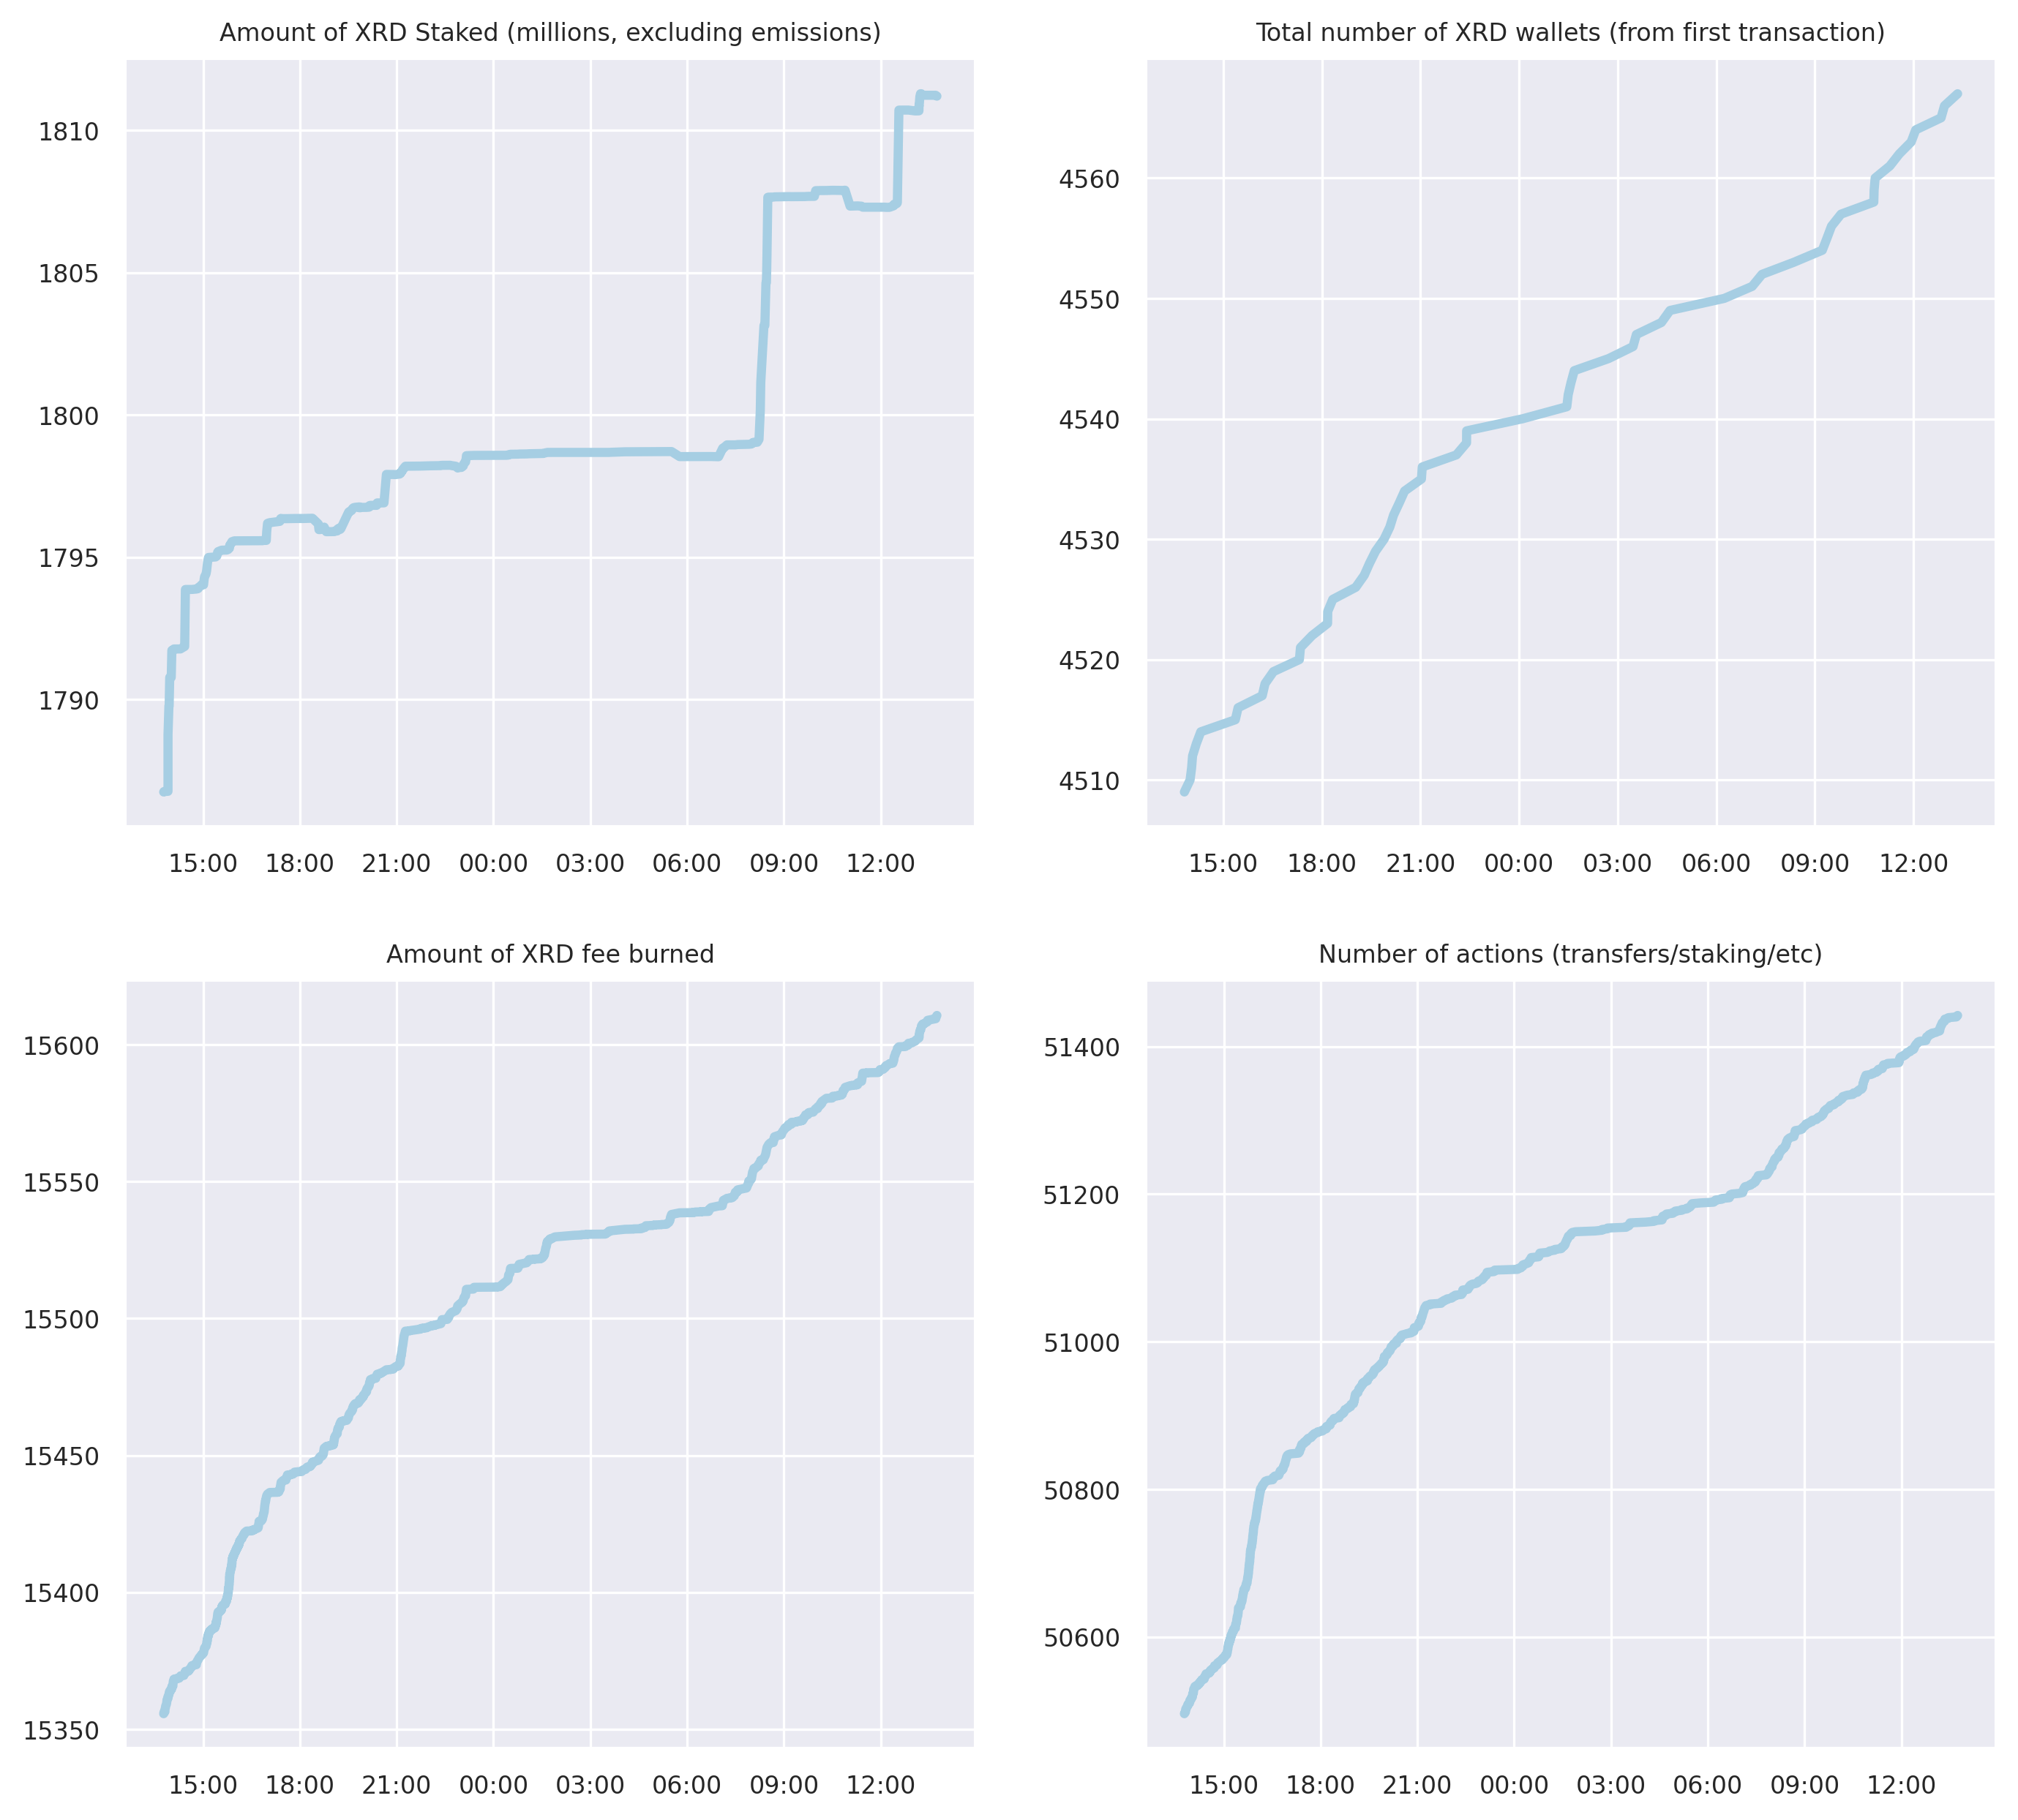 Amount of XRD Staked (millions, excluding emissions)
1810
1805
1800
1795
1790
15:00 18:00 21:00 00:00 03:00 06:00 09:00 12:00
Total number of XRD wallets (from first transaction)
4560
4550
4540
4530
4520
4510
15:00 18:00 21:00 00:00 03:00 06:00 09:00 12:00
Amount of XRD fee burned
15600
15550
15500
15450
15400
15350
15:00 18:00 21:00 00:00 03:00 06:00 09:00 12:00
Number of actions (transfers/staking/etc)
51400
51200
51000
50800
50600
15:00 18:00 21:00 00:00 03:00 06:00 09:00 12:00